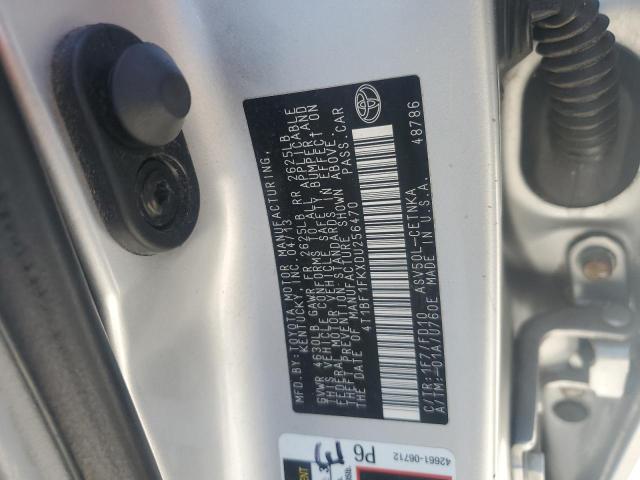 MFD.BY:TOYOTA MOTOR MANUFACTURING,
KENTUCKY, INC. 04/13
GVWR 4630LB GAWR FR 2625LB RR 2625LB
THIS VEHICLE CONFORMS TO ALL APPLICABLE
FEDERAL MOTOR VEHICLE SAFETY, BUMPER, AND
THEFT PREVENTION STANDARDS IN EFFECT ON
THE DATE OF MANUFACTURE SHOWN ABOVE.
4T1BF1FKXDU256470 PASS.CAR
C/TR:1F7/FD10 ASV50L-CETNKA
A/TM:-01A/U760E MADE IN U.S.A.
48786
42661-06712
P6